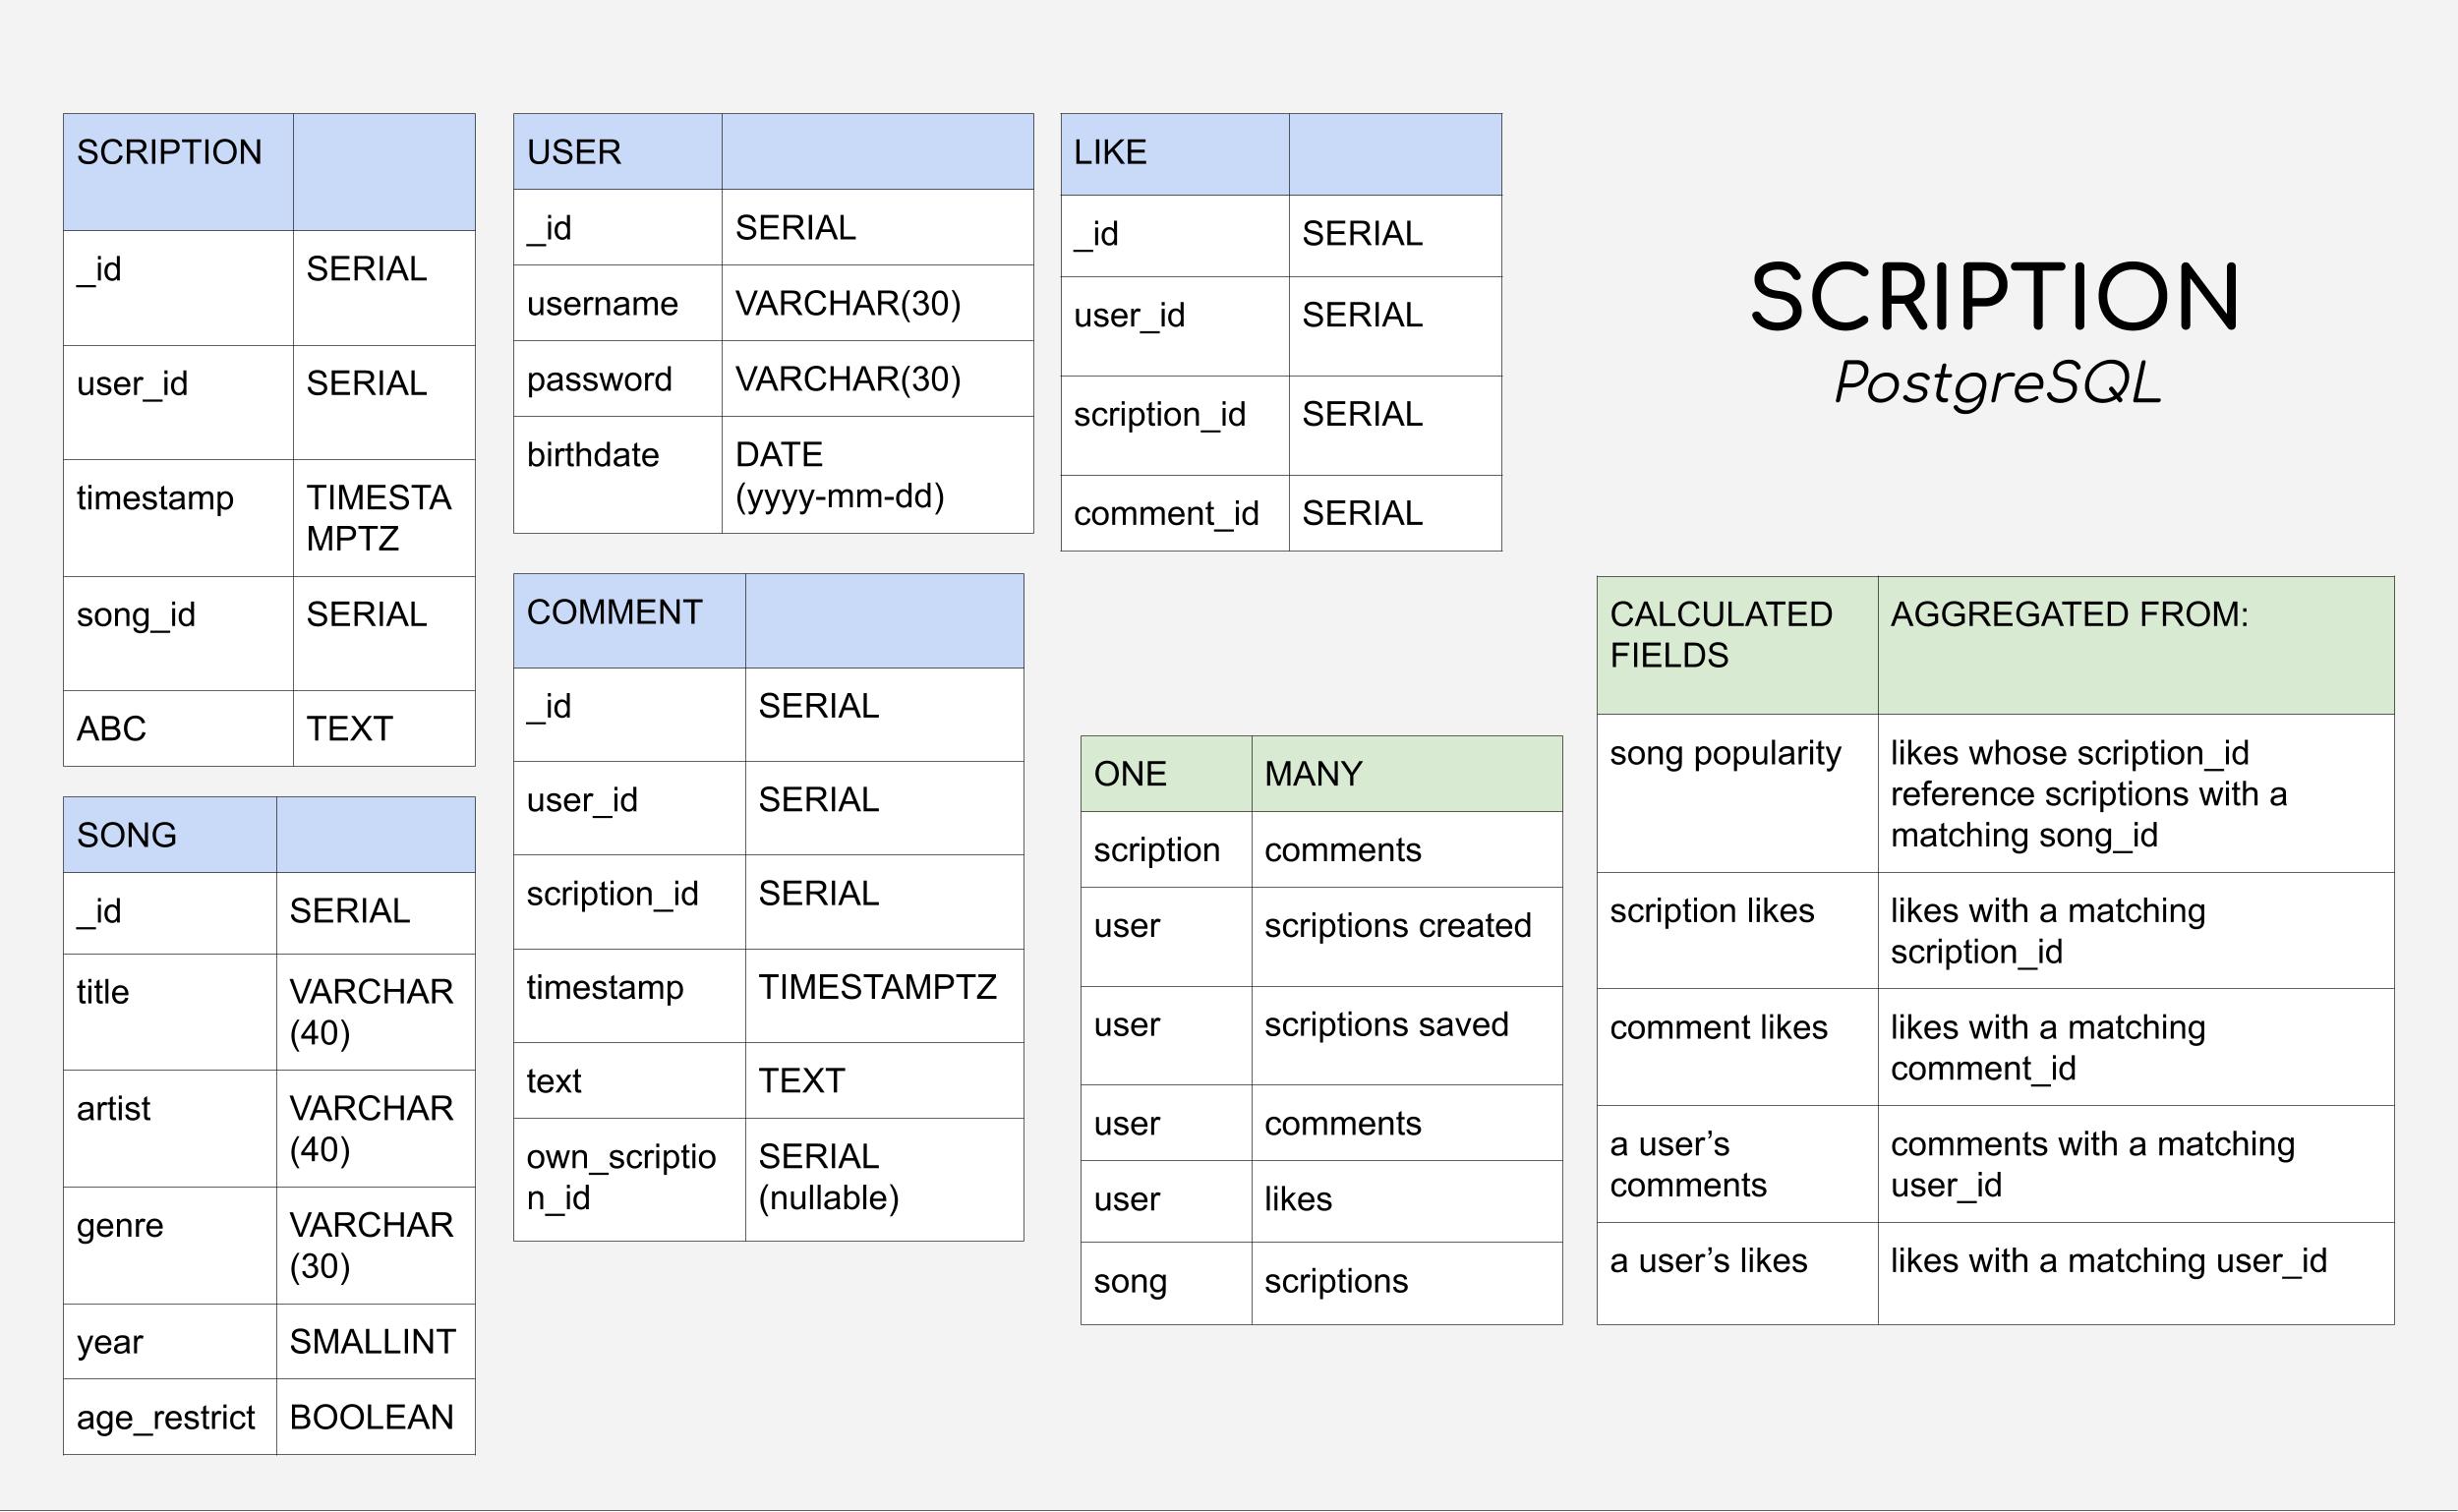 SCRIPTION
_id SERIAL
user_id SERIAL
timestamp TIMESTA
MPTZ
song_id SERIAL
ABC TEXT
SONG
_id SERIAL
title VARCHAR
(40)
artist VARCHAR
(40)
genre VARCHAR
(30)
year SMALLINT
age_restrict BOOLEAN
USER
_id SERIAL
username VARCHAR(30)
password VARCHAR(30)
birthdate DATE
(yyyy-mm-dd)
COMMENT
_id SERIAL
user_id SERIAL
scription_id SERIAL
timestamp TIMESTAMPTZ
text TEXT
own_scriptio SERIAL
n_id (nullable)
LIKE
_id SERIAL
user_id SERIAL
scription_id SERIAL
comment_id SERIAL
SCRIPTION
PostgreSQL
ONE MANY
scription comments
user scriptions created
user scriptions saved
user comments
user likes
song scriptions
CALCULATED AGGREGATED FROM:
FIELDS
song popularity likes whose scription_id
reference scriptions with a
matching song_id
scription likes likes with a matching
scription_id
comment likes likes with a matching
comment_id
a user’s comments with a matching
comments user_id
a user’s likes likes with a matching user_id